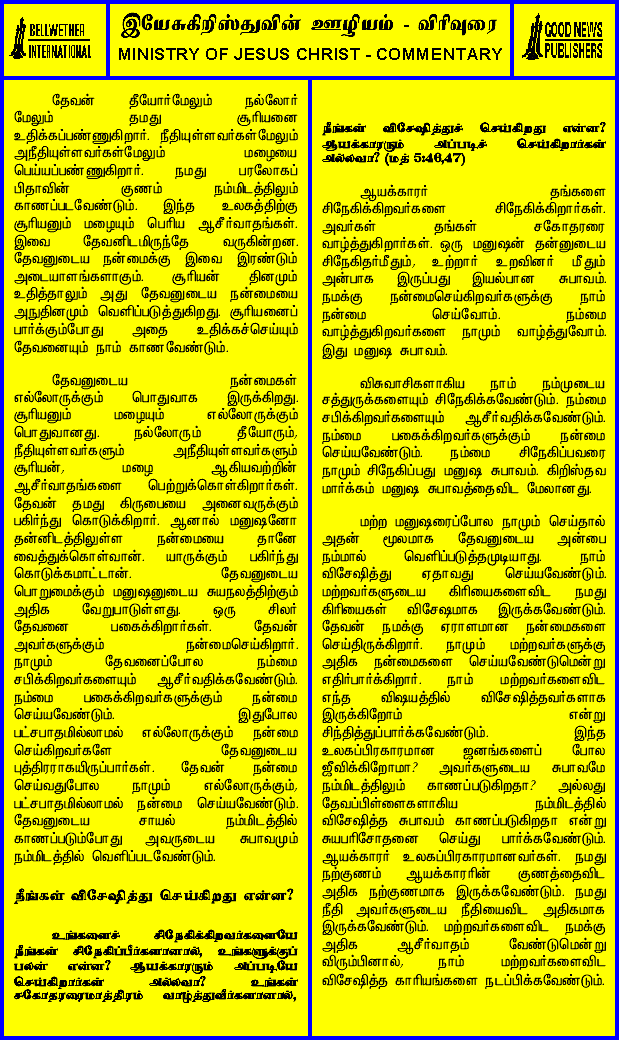 BELLWETHER
INTERNATIONAL
இயேசுகிறிஸ்துவின் ஊழியம் - விரிவுரை
MINISTRY OF JESUS CHRIST - COMMENTARY
GOOD NEWS
PUBLISHERS
தேவன் தீயோர்மேலும் நல்லோர்
மேலும் தமது சூரியனை
உதிக்கப்பண்ணுகிறார். நீதியுள்ளவர்கள்மேலும்
அநீதியுள்ளவர்கள்மேலும் மழையை
பெய்யப்பண்ணுகிறார். நமது பரலோகப்
பிதாவின் குணம் நம்மிடத்திலும்
காணப்படவேண்டும். இந்த உலகத்திற்கு
சூரியனும் மழையும் பெரிய ஆசீர்வாதங்கள்.
இவை தேவனிடமிருந்தே வருகின்றன.
தேவனுடைய நன்மைக்கு இவை இரண்டும்
அடையாளங்களாகும். சூரியன் தினமும்
உதித்தாலும் அது தேவனுடைய நன்மையை
அநுதினமும் வெளிப்படுத்துகிறது. சூரியனைப்
பார்க்கும்போது அதை உதிக்கச்செய்யும்
தேவனையும் நாம் காணவேண்டும்.
தேவனுடைய நன்மைகள்
எல்லோருக்கும் பொதுவாக இருக்கிறது.
சூரியனும் மழையும் எல்லோருக்கும்
பொதுவானது. நல்லோரும் தீயோரும்,
நீதியுள்ளவர்களும் அநீதியுள்ளவர்களும்
சூரியன், மழை ஆகியவற்றின்
ஆசீர்வாதங்களை பெற்றுக்கொள்கிறார்கள்.
தேவன் தமது கிருபையை அனைவருக்கும்
பகிர்ந்து கொடுக்கிறார். ஆனால் மனுஷனோ
தன்னிடத்திலுள்ள நன்மையை தானே
வைத்துக்கொள்வான். யாருக்கும் பகிர்ந்து
கொடுக்கமாட்டான். தேவனுடைய
பொறுமைக்கும் மனுஷனுடைய சுயநலத்திற்கும்
அதிக வேறுபாடுள்ளது. ஒரு சிலர்
தேவனை பகைக்கிறார்கள். தேவன்
அவர்களுக்கும் நன்மைசெய்கிறார்.
நாமும் தேவனைப்போல நம்மை
சபிக்கிறவர்களையும் ஆசீர்வதிக்கவேண்டும்.
நம்மை பகைக்கிறவர்களுக்கும் நன்மை
செய்யவேண்டும். இதுபோல
பட்சபாதமில்லாமல் எல்லோருக்கும் நன்மை
செய்கிறவர்களே தேவனுடைய
புத்திரராகயிருப்பார்கள். தேவன் நன்மை
செய்வதுபோல நாமும் எல்லோருக்கும்,
பட்சபாதமில்லாமல் நன்மை செய்யவேண்டும்.
தேவனுடைய சாயல் நம்மிடத்தில்
காணப்படும்போது அவருடைய சுபாவமும்
நம்மிடத்தில் வெளிப்படவேண்டும்.
நீங்கள் விசேஷித்து செய்கிறது என்ன?
உங்களைச் சிநேகிக்கிறவர்களையே
நீங்கள் சிநேகிப்பீர்களானால், உங்களுக்குப்
பலன் என்ன? ஆயக்காரரும் அப்படியே
செய்கிறார்கள் அல்லவா? உங்கள்
சகோதரரைமாத்திரம் வாழ்த்துவீர்களானால்,
நீங்கள் விசேஷித்துச் செய்கிறது என்ன?
ஆயக்காரரும் அப்படிச் செய்கிறார்கள்
அல்லவா? (மத் 5:46,47)
ஆயக்காரர் தங்களை
சிநேகிக்கிறவர்களை சிநேகிக்கிறார்கள்.
அவர்கள் தங்கள் சகோதரரை
வாழ்த்துகிறார்கள். ஒரு மனுஷன் தன்னுடைய
சிநேகிதர்மீதும், உற்றார் உறவினர் மீதும்
அன்பாக இருப்பது இயல்பான சுபாவம்.
நமக்கு நன்மைசெய்கிறவர்களுக்கு நாம்
நன்மை செய்வோம். நம்மை
வாழ்த்துகிறவர்களை நாமும் வாழ்த்துவோம்.
இது மனுஷ சுபாவம்.
விசுவாசிகளாகிய நாம் நம்முடைய
சத்துருக்களையும் சிநேகிக்கவேண்டும். நம்மை
சபிக்கிறவர்களையும் ஆசீர்வதிக்கவேண்டும்.
நம்மை பகைக்கிறவர்களுக்கும் நன்மை
செய்யவேண்டும். நம்மை சிநேகிப்பவரை
நாமும் சிநேகிப்பது மனுஷ சுபாவம். கிறிஸ்தவ
மார்க்கம் மனுஷ சுபாவத்தைவிட மேலானது.
மற்ற மனுஷரைப்போல நாமும் செய்தால்
அதன் மூலமாக தேவனுடைய அன்பை
நம்மால் வெளிப்படுத்தமுடியாது. நாம்
விசேஷித்து ஏதாவது செய்யவேண்டும்.
மற்றவர்களுடைய கிரியைகளைவிட நமது
கிரியைகள் விசேஷமாக இருக்கவேண்டும்.
தேவன் நமக்கு ஏராளமான நன்மைகளை
செய்திருக்கிறார். நாமும் மற்றவர்களுக்கு
அதிக நன்மைகளை செய்யவேண்டுமென்று
எதிர்பார்க்கிறார். நாம் மற்றவர்களைவிட
எந்த விஷயத்தில் விசேஷித்தவர்களாக
இருக்கிறோம் என்று
சிந்தித்துப்பார்க்கவேண்டும். இந்த
உலகப்பிரகாரமான ஜனங்களைப் போல
ஜீவிக்கிறோமா? அவர்களுடைய சுபாவமே
நம்மிடத்திலும் காணப்படுகிறதா? அல்லது
தேவப்பிள்ளைகளாகிய நம்மிடத்தில்
விசேஷித்த சுபாவம் காணப்படுகிறதா என்று
சுயபரிசோதனை செய்து பார்க்கவேண்டும்.
ஆயக்காரர் உலகப்பிரகாரமானவர்கள். நமது
நற்குணம் ஆயக்காரரின் குணத்தைவிட
அதிக நற்குணமாக இருக்கவேண்டும். நமது
நீதி அவர்களுடைய நீதியைவிட அதிகமாக
இருக்கவேண்டும். மற்றவர்களைவிட நமக்கு
அதிக ஆசீர்வாதம் வேண்டுமென்று
விரும்பினால், நாம் மற்றவர்களைவிட
விசேஷித்த காரியங்களை நடப்பிக்கவேண்டும்.